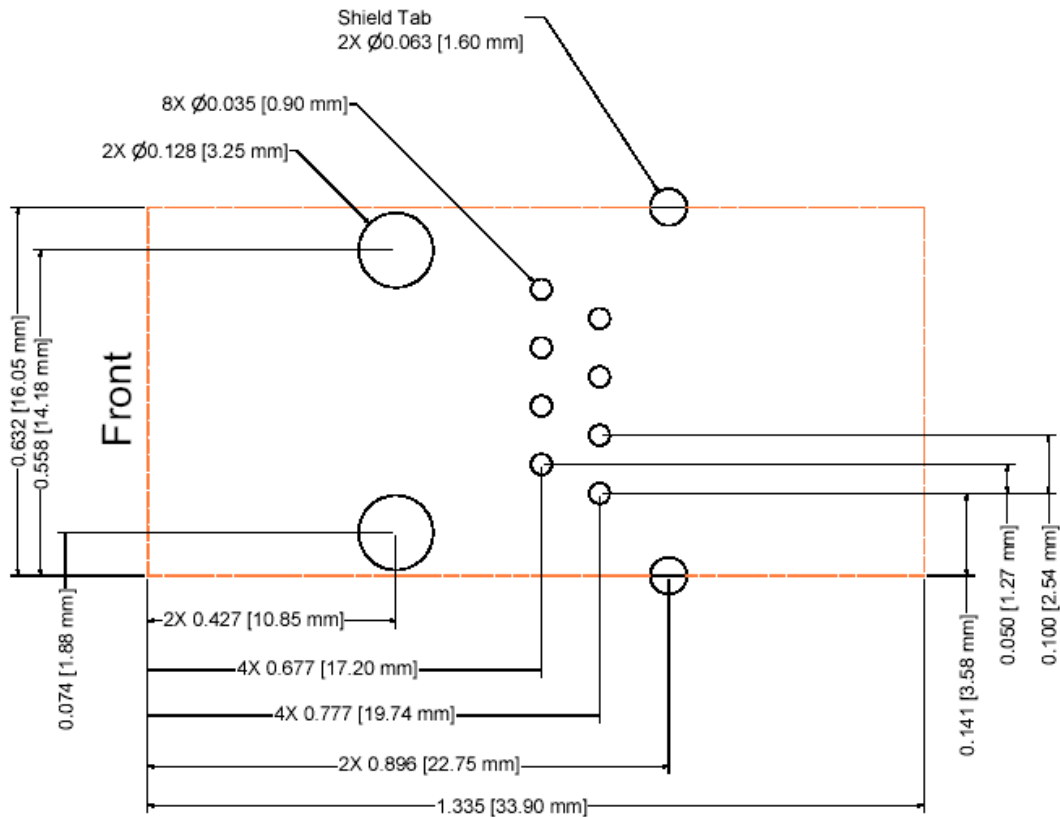 Shield Tab
2X Ø0.063 [1.60 mm]
8X Ø0.035 [0.90 mm]
2X Ø0.128 [3.25 mm]
0.632 [16.05 mm]
0.558 [14.18 mm]
Front
0.074 [1.88 mm]
2X 0.427 [10.85 mm]
4X 0.677 [17.20 mm]
4X 0.777 [19.74 mm]
2X 0.896 [22.75 mm]
1.335 [33.90 mm]
0.141 [3.58 mm]
0.050 [1.27 mm]
0.100 [2.54 mm]